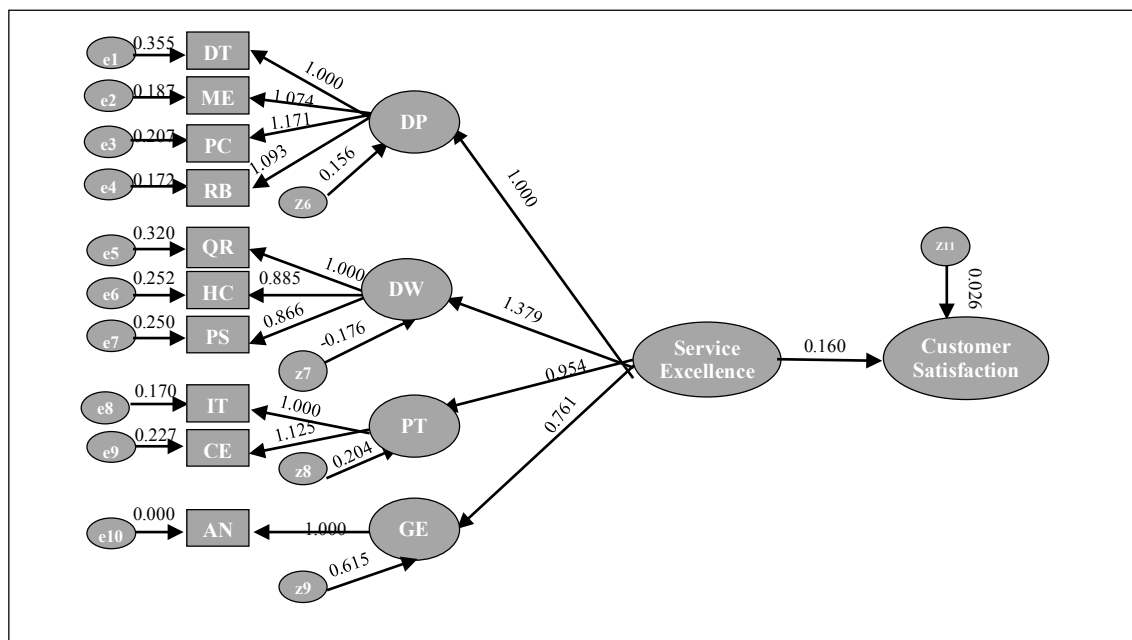 e1
0.355
DT
e2
0.187
ME
e3
0.207
PC
e4
0.172
RB
1.000
1.074
1.171
1.093
DP
Z6
0.156
e5
0.320
QR
e6
0.252
HC
e7
0.250
PS
1.000
0.885
0.866
DW
z7
-0.176
e8
0.170
IT
e9
0.227
CE
1.000
1.125
PT
z8
0.204
e10
0.000
AN
1.000
GE
z9
0.615
1.000
1.379
0.954
0.761
Service
Excellence
0.160
Z11
0.026
Customer
Satisfaction